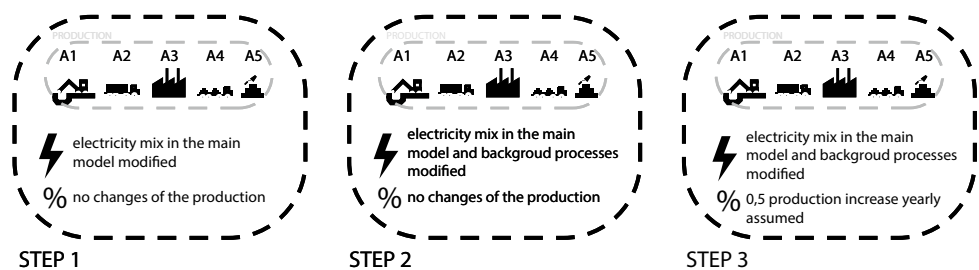 PRODUCTION
A1 A2 A3 A4 A5
electricity mix in the main
model modified
% no changes of the production
STEP 1
PRODUCTION
A1 A2 A3 A4 A5
electricity mix in the main
model and backgroud processes
modified
% no changes of the production
STEP 2
PRODUCTION
A1 A2 A3 A4 A5
electricity mix in the main
model and backgroud processes
modified
% 0,5 production increase yearly
assumed
STEP 3